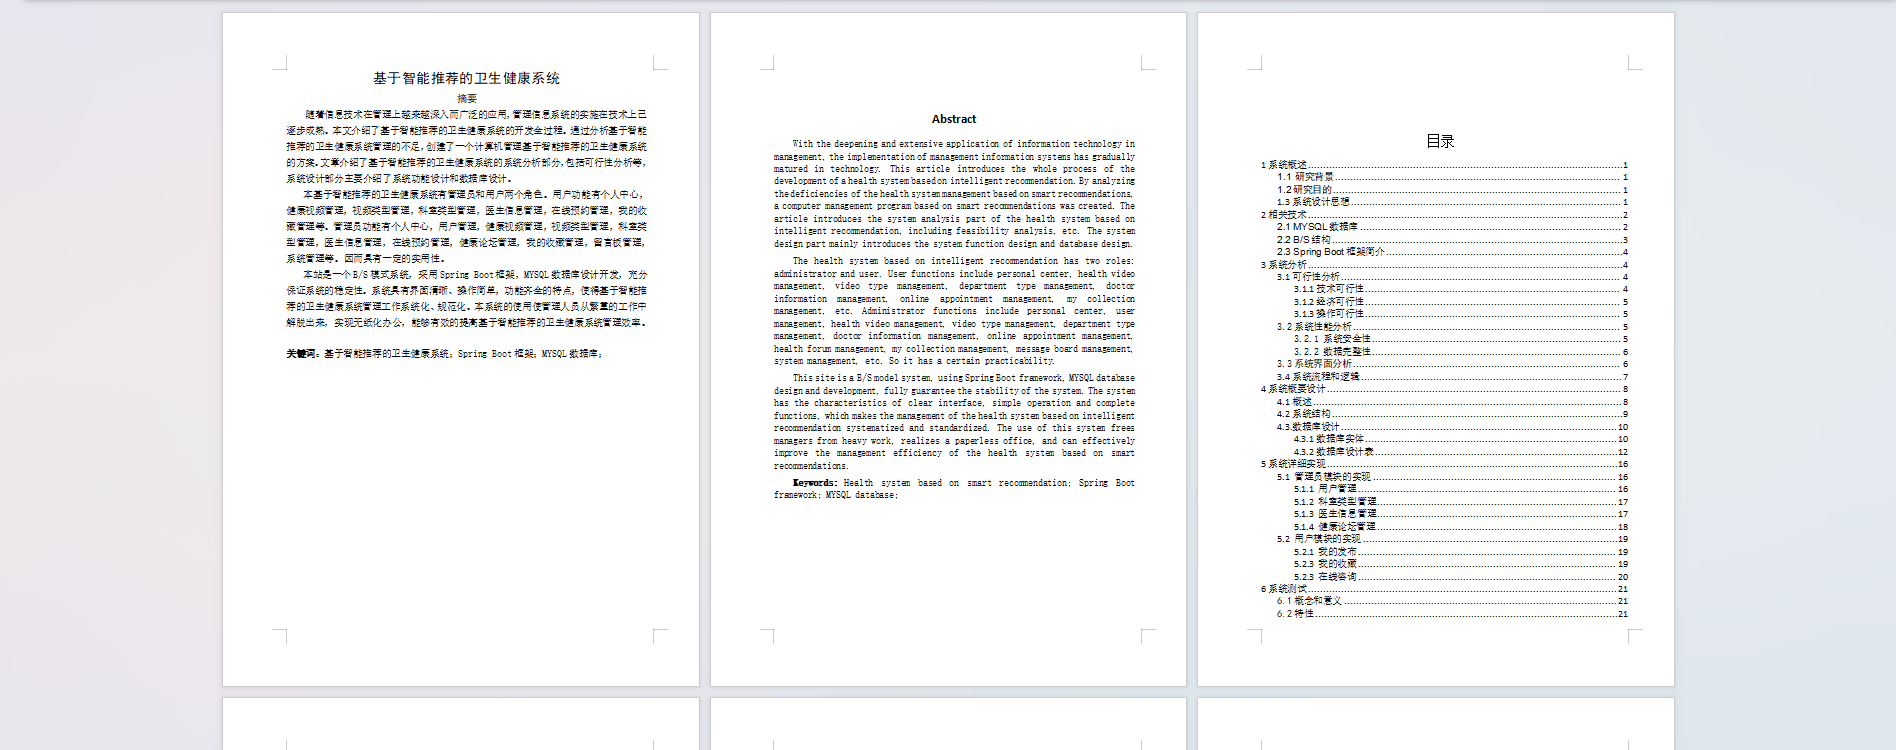 基于智能推荐的卫生健康系统
摘要
随着信息技术在管理上越来越深入而广泛的应用,管理信息系统的实施在技术上已
逐步成熟。本文介绍了基于智能推荐的卫生健康系统的开发全过程。通过分析基于智能
推荐的卫生健康系统管理的不足,创建了一个计算机管理基于智能推荐的卫生健康系统
的方案。文章介绍了基于智能推荐的卫生健康系统的系统分析部分,包括可行性分析等,
系统设计部分主要介绍了系统功能设计和数据库设计。
本基于智能推荐的卫生健康系统有管理员和用户两个角色。用户功能有个人中心,
健康视频管理,视频类型管理,科室类型管理,医生信息管理,在线预约管理,我的收
藏管理等。管理员功能有个人中心,用户管理,健康视频管理,视频类型管理,科室类
型管理,医生信息管理,在线预约管理,健康论坛管理,我的收藏管理,留言板管理,
系统管理等。因而具有一定的实用性。
本站是一个B/S模式系统,采用Spring Boot框架,MYSQL数据库设计开发,充分
保证系统的稳定性。系统具有界面清晰、操作简单,功能齐全的特点,使得基于智能推
荐的卫生健康系统管理工作系统化、规范化。本系统的使用使管理人员从繁重的工作中
解脱出来,实现无纸化办公,能够有效的提高基于智能推荐的卫生健康系统管理效率。
关键词:基于智能推荐的卫生健康系统;Spring Boot框架;MYSQL数据库;
Abstract
With the deepening and extensive application of information technology in
management, the implementation of management information systems has gradually
matured in technology. This article introduces the whole process of the
development of a health system based on intelligent recommendation. By analyzing
the deficiencies of the health system management based on smart recommendations,
a computer management program based on smart recommendations was created. The
article introduces the system analysis part of the health system based on
intelligent recommendation, including feasibility analysis, etc. The system
design part mainly introduces the system function design and database design.
The health system based on intelligent recommendation has two roles:
administrator and user. User functions include personal center, health video
management, video type management, department type management, doctor
information management, online appointment management, my collection
management, etc. Administrator functions include personal center, user
management, health video management, video type management, department type
management, doctor information management, online appointment management,
health forum management, my collection management, message board management,
system management, etc. So it has a certain practicability.
This site is a B/S model system, using Spring Boot framework, MYSQL database
design and development, fully guarantee the stability of the system. The system
has the characteristics of clear interface, simple operation and complete
functions, which makes the management of the health system based on intelligent
recommendation systematized and standardized. The use of this system frees
managers from heavy work, realizes a paperless office, and can effectively
improve the management efficiency of the health system based on smart
recommendations.
Keywords: Health system based on smart recommendation; Spring Boot
framework; MYSQL database;
目录
1 系统概述 1
1.1 研究背景 1
1.2 研究目的 1
1.3 系统设计思想 1
2 相关技术 2
2.1 MYSQL数据库 2
2.2 B/S结构 3
2.3 Spring Boot框架简介 4
3 系统分析 4
3.1 可行性分析 4
3.1.1 技术可行性 4
3.1.2 经济可行性 5
3.1.3 操作可行性 5
3.2 系统性能分析 5
3.2.1 系统安全性 5
3.2.2 数据完整性 6
3.3 系统界面分析 6
3.4 系统流程和逻辑 7
4 系统概要设计 8
4.1 概述 8
4.2 系统结构 9
4.3.数据库设计 10
4.3.1 数据库实体 10
4.3.2 数据库设计表 12
5 系统详细实现 16
5.1 管理员模块的实现 16
5.1.1 用户管理 16
5.1.2 科室类型管理 17
5.1.3 医生信息管理 17
5.1.4 健康论坛管理 18
5.2 用户模块的实现 19
5.2.1 我的发布 19
5.2.3 我的收藏 19
5.2.3 在线咨询 20
6 系统测试 21
6.1 概念和意义 21
6.2 特性 21